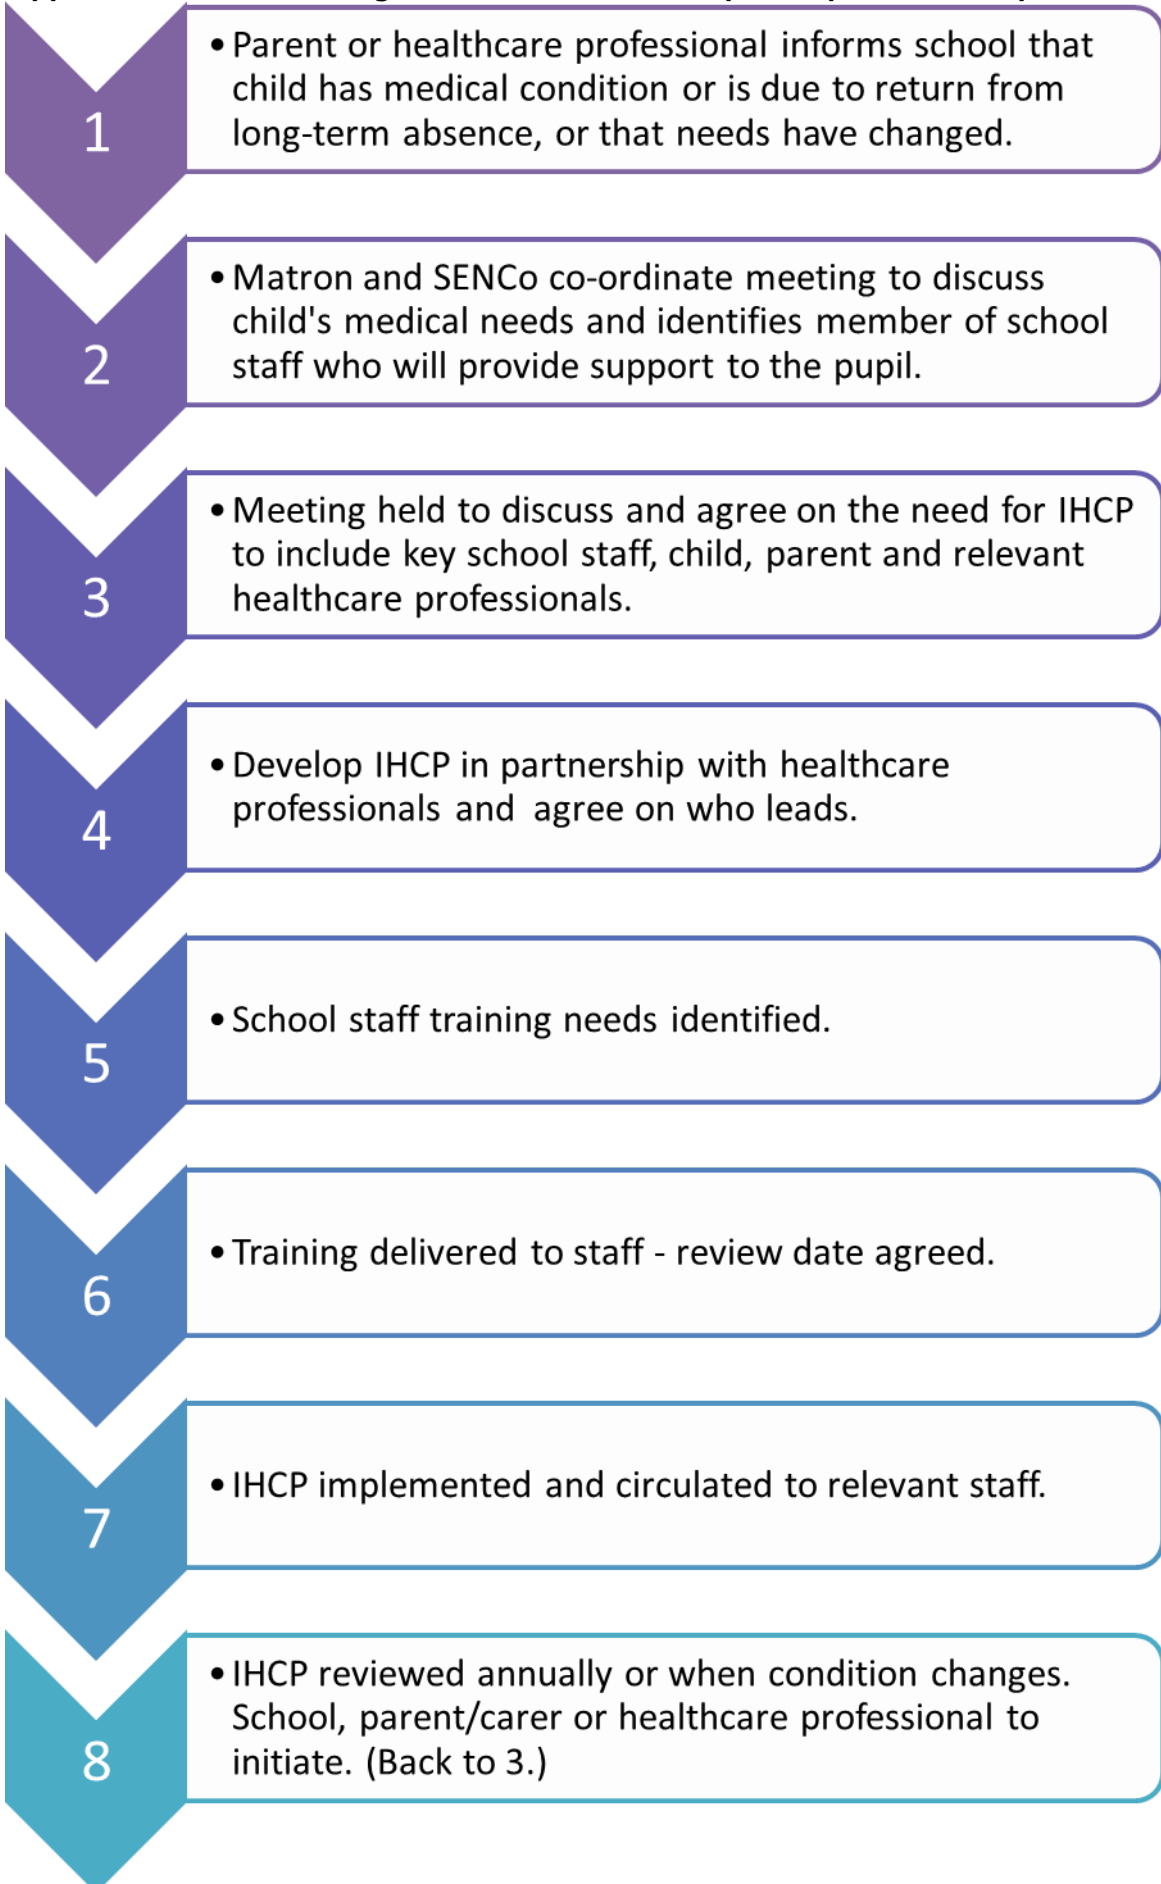 1
• Parent or healthcare professional informs school that
child has medical condition or is due to return from
long-term absence, or that needs have changed.
2
• Matron and SENCo co-ordinate meeting to discuss
child's medical needs and identifies member of school
staff who will provide support to the pupil.
3
• Meeting held to discuss and agree on the need for IHCP
to include key school staff, child, parent and relevant
healthcare professionals.
4
• Develop IHCP in partnership with healthcare
professionals and agree on who leads.
5
• School staff training needs identified.
6
• Training delivered to staff - review date agreed.
7
• IHCP implemented and circulated to relevant staff.
8
• IHCP reviewed annually or when condition changes.
School, parent/carer or healthcare professional to
initiate. (Back to 3.)